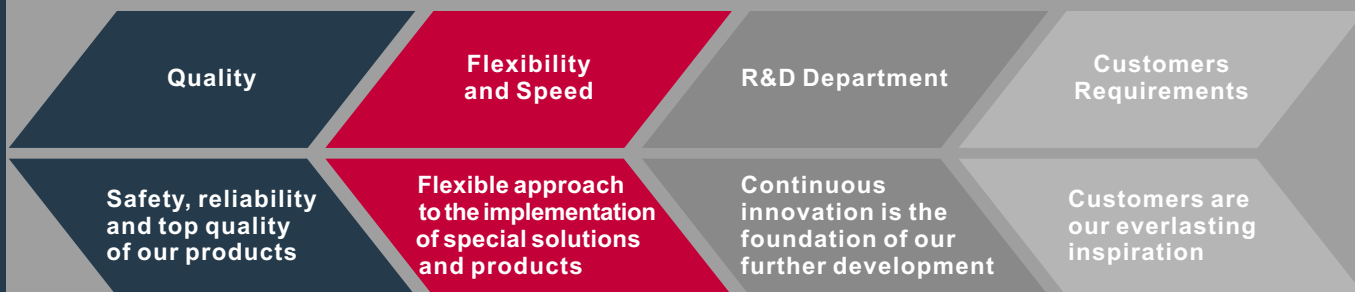 Quality
Flexibility
and Speed
R&D Department
Customers
Requirements
Safety, reliability
and top quality
of our products
Flexible approach
to the implementation
of special solutions
and products
Continuous
innovation is the
foundation of our
further development
Customers are
our everlasting
inspiration